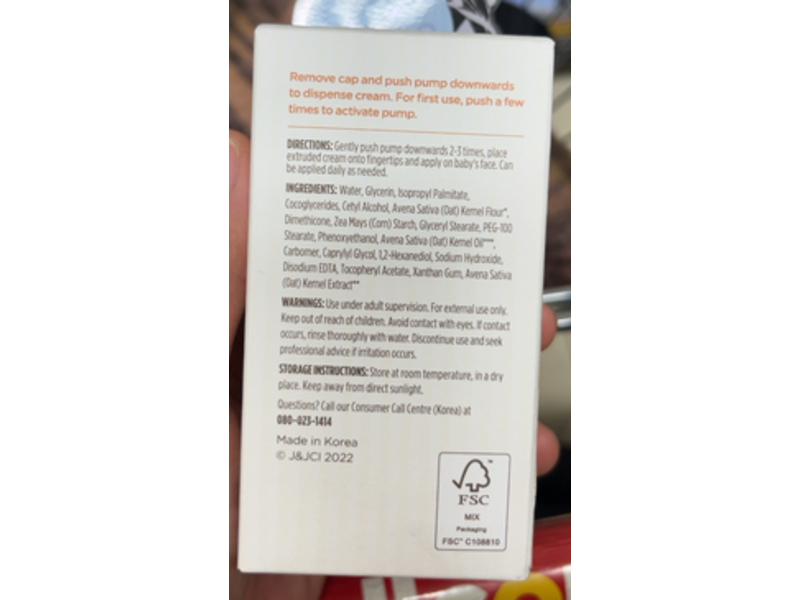 Remove cap and push pump downwards
to dispense cream. For first use, push a few
times to activate pump.
DIRECTIONS: Gently push pump downwards 2-3 times, place
extruded cream onto fingertips and apply on baby's face. Can
be applied daily as needed.
INGREDIENTS: Water, Glycerin, Isopropyl Palmitate,
Cocoglycerides, Cetyl Alcohol, Avena Sativa (Oat) Kernel Flour*,
Dimethicone, Zea Mays (Corn) Starch, Glyceryl Stearate, PEG-100
Stearate, Phenoxyethanol, Avena Sativa (Oat) Kernel Oil***,
Carbomer, Caprylyl Glycol, 1,2-Hexanediol, Sodium Hydroxide,
Disodium EDTA, Tocopheryl Acetate, Xanthan Gum, Avena Sativa
(Oat) Kernel Extract**
WARNINGS: Use under adult supervision. For external use only.
Keep out of reach of children. Avoid contact with eyes. If contact
occurs, rinse thoroughly with water. Discontinue use and seek
professional advice if irritation occurs.
STORAGE INSTRUCTIONS: Store at room temperature, in a dry
place. Keep away from direct sunlight.
Questions? Call our Consumer Call Centre (Korea) at
080-023-1414
Made in Korea
© J&JCI 2022
FSC™
MIX
Packaging
FSC™ C108810